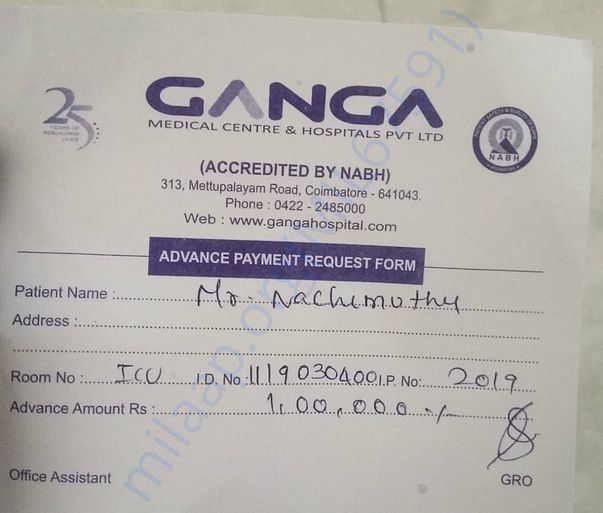 25
YEARS OF
REBUILDING
LIVES
GANGA
MEDICAL CENTRE & HOSPITALS PVT LTD
NABH
(ACCREDITED BY NABH)
313, Mettupalayam Road, Coimbatore - 641043.
Phone : 0422 - 2485000
Web : www.gangahospital.com
ADVANCE PAYMENT REQUEST FORM
Patient Name : Mr. Nachimuthy
Address :
Room No : ICU I.D. No : 1119030400 I.P. No: 2019
Advance Amount Rs : 1,00,000 -/-
Office Assistant GRO